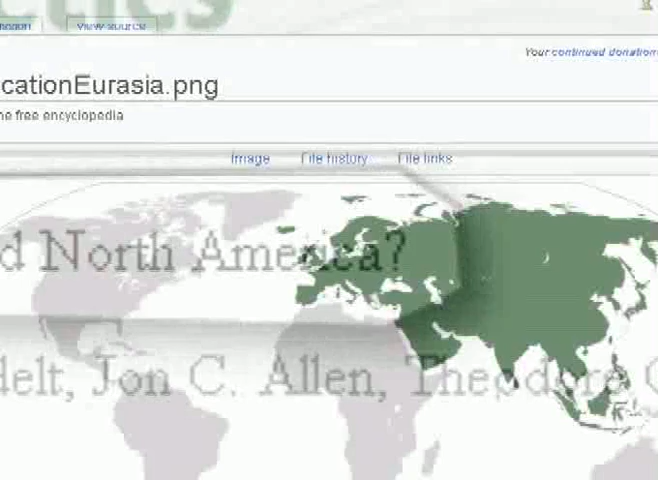 view source
Your continued donation
cationEurasia.png
he free encyclopedia
Image File history File links
d North America?
delt, Jon C. Allen, Theodore